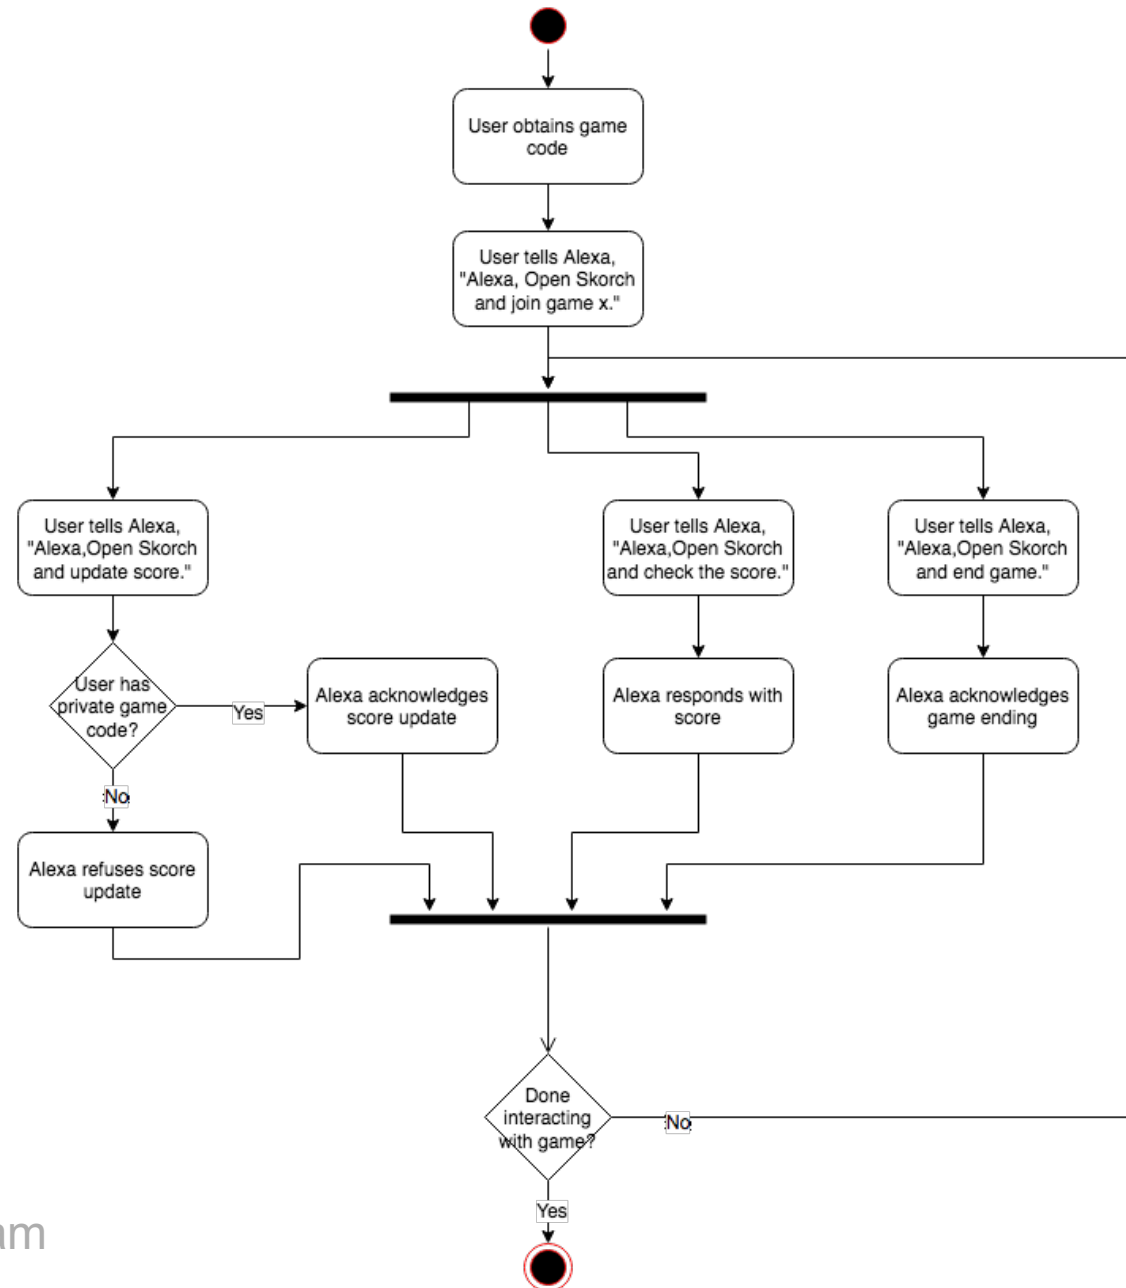 User obtains game
code
User tells Alexa,
"Alexa, Open Skorch
and join game x."
User tells Alexa,
"Alexa,Open Skorch
and update score."
User tells Alexa,
"Alexa,Open Skorch
and check the score."
User tells Alexa,
"Alexa,Open Skorch
and end game."
User has
private game
code?
Yes
Alexa acknowledges
score update
Alexa responds with
score
Alexa acknowledges
game ending
No
Alexa refuses score
update
Done
interacting
with game?
No
Yes
am